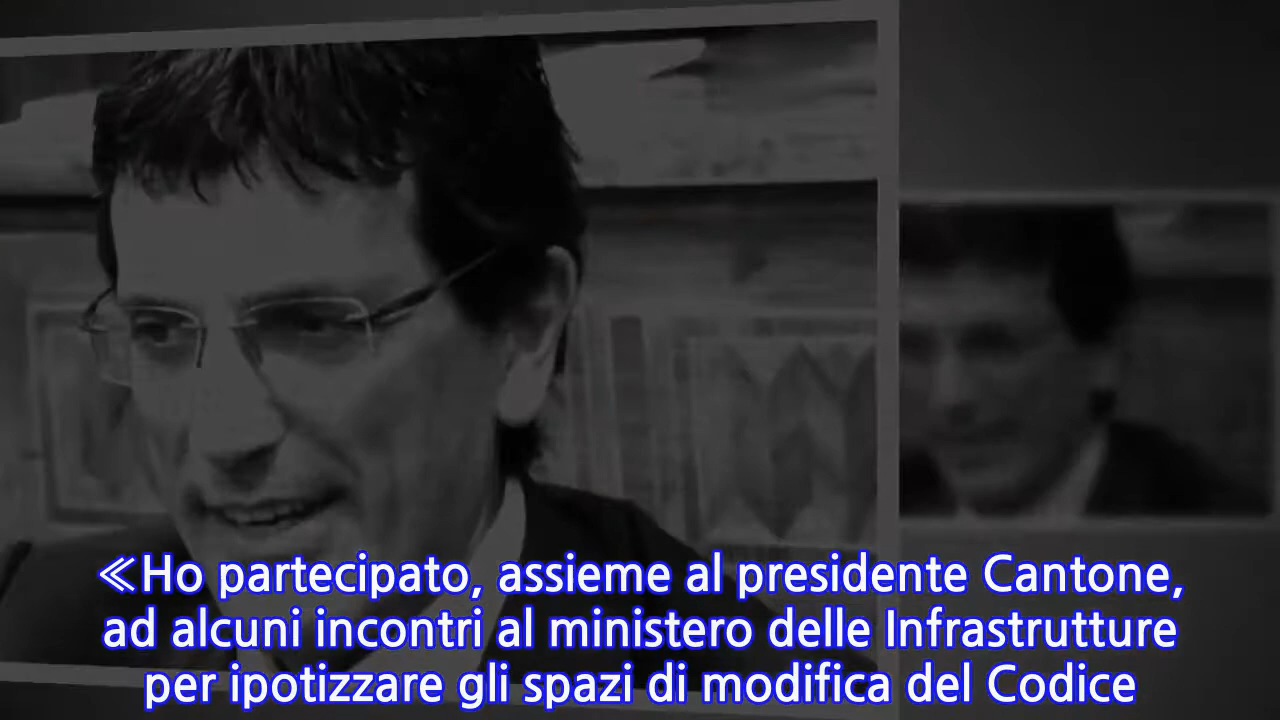 ≪Ho partecipato, assieme al presidente Cantone,
ad alcuni incontri al ministero delle Infrastrutture
per ipotizzare gli spazi di modifica del Codice